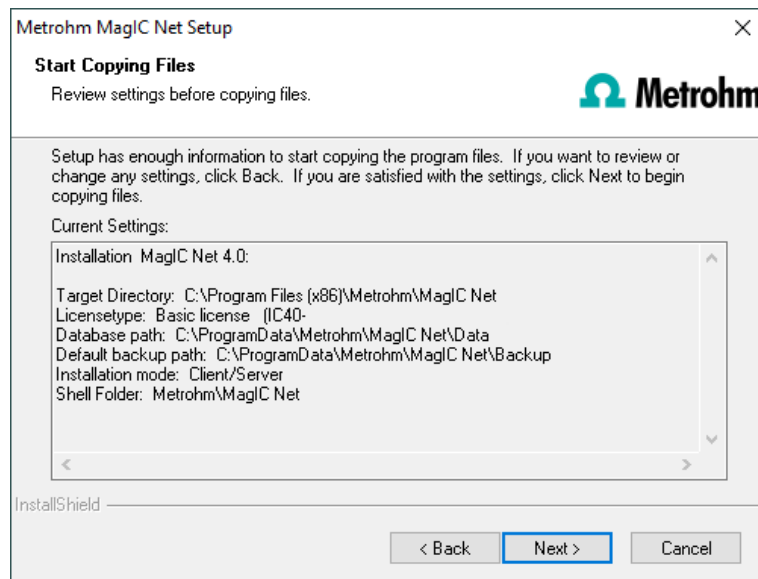 Metrohm MagIC Net Setup
Start Copying Files
Review settings before copying files.
Metrohm
Setup has enough information to start copying the program files. If you want to review or
change any settings, click Back. If you are satisfied with the settings, click Next to begin
copying files.
Current Settings:
Installation MagIC Net 4.0:
Target Directory: C:\Program Files (x86)\Metrohm\MagIC Net
Licensetype: Basic license (IC40-
Database path: C:\ProgramData\Metrohm\MagIC Net\Data
Default backup path: C:\ProgramData\Metrohm\MagIC Net\Backup
Installation mode: Client/Server
Shell Folder: Metrohm\MagIC Net
InstallShield
< Back
Next >
Cancel